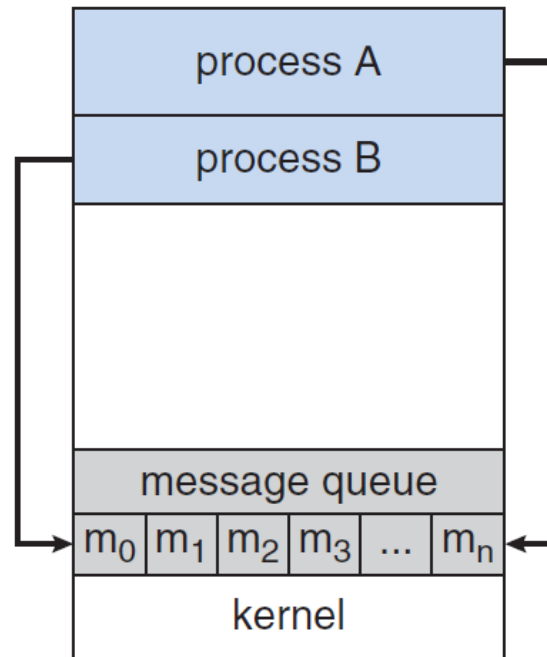 process A
process B
message queue
m₀ m₁ m₂ m₃ ... mₙ
kernel